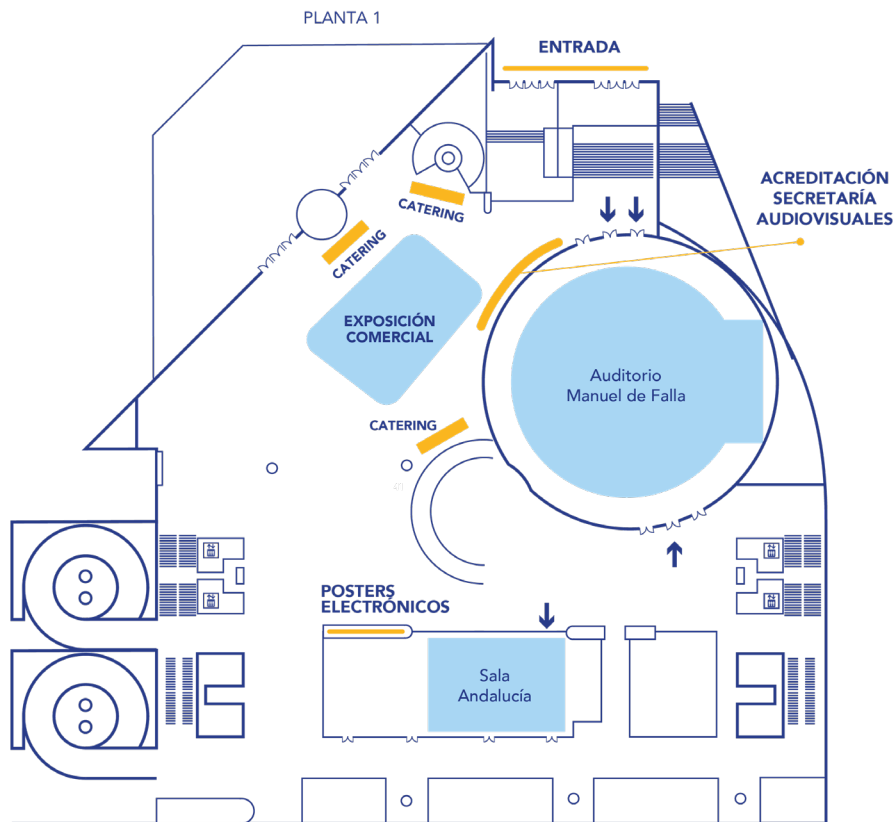 PLANTA 1
ENTRADA
ACREDITACIÓN
SECRETARÍA
AUDIOVISUALES
CATERING
CATERING
EXPOSICIÓN
COMERCIAL
Auditorio
Manuel de Falla
CATERING
POSTERS
ELECTRÓNICOS
Sala
Andalucía